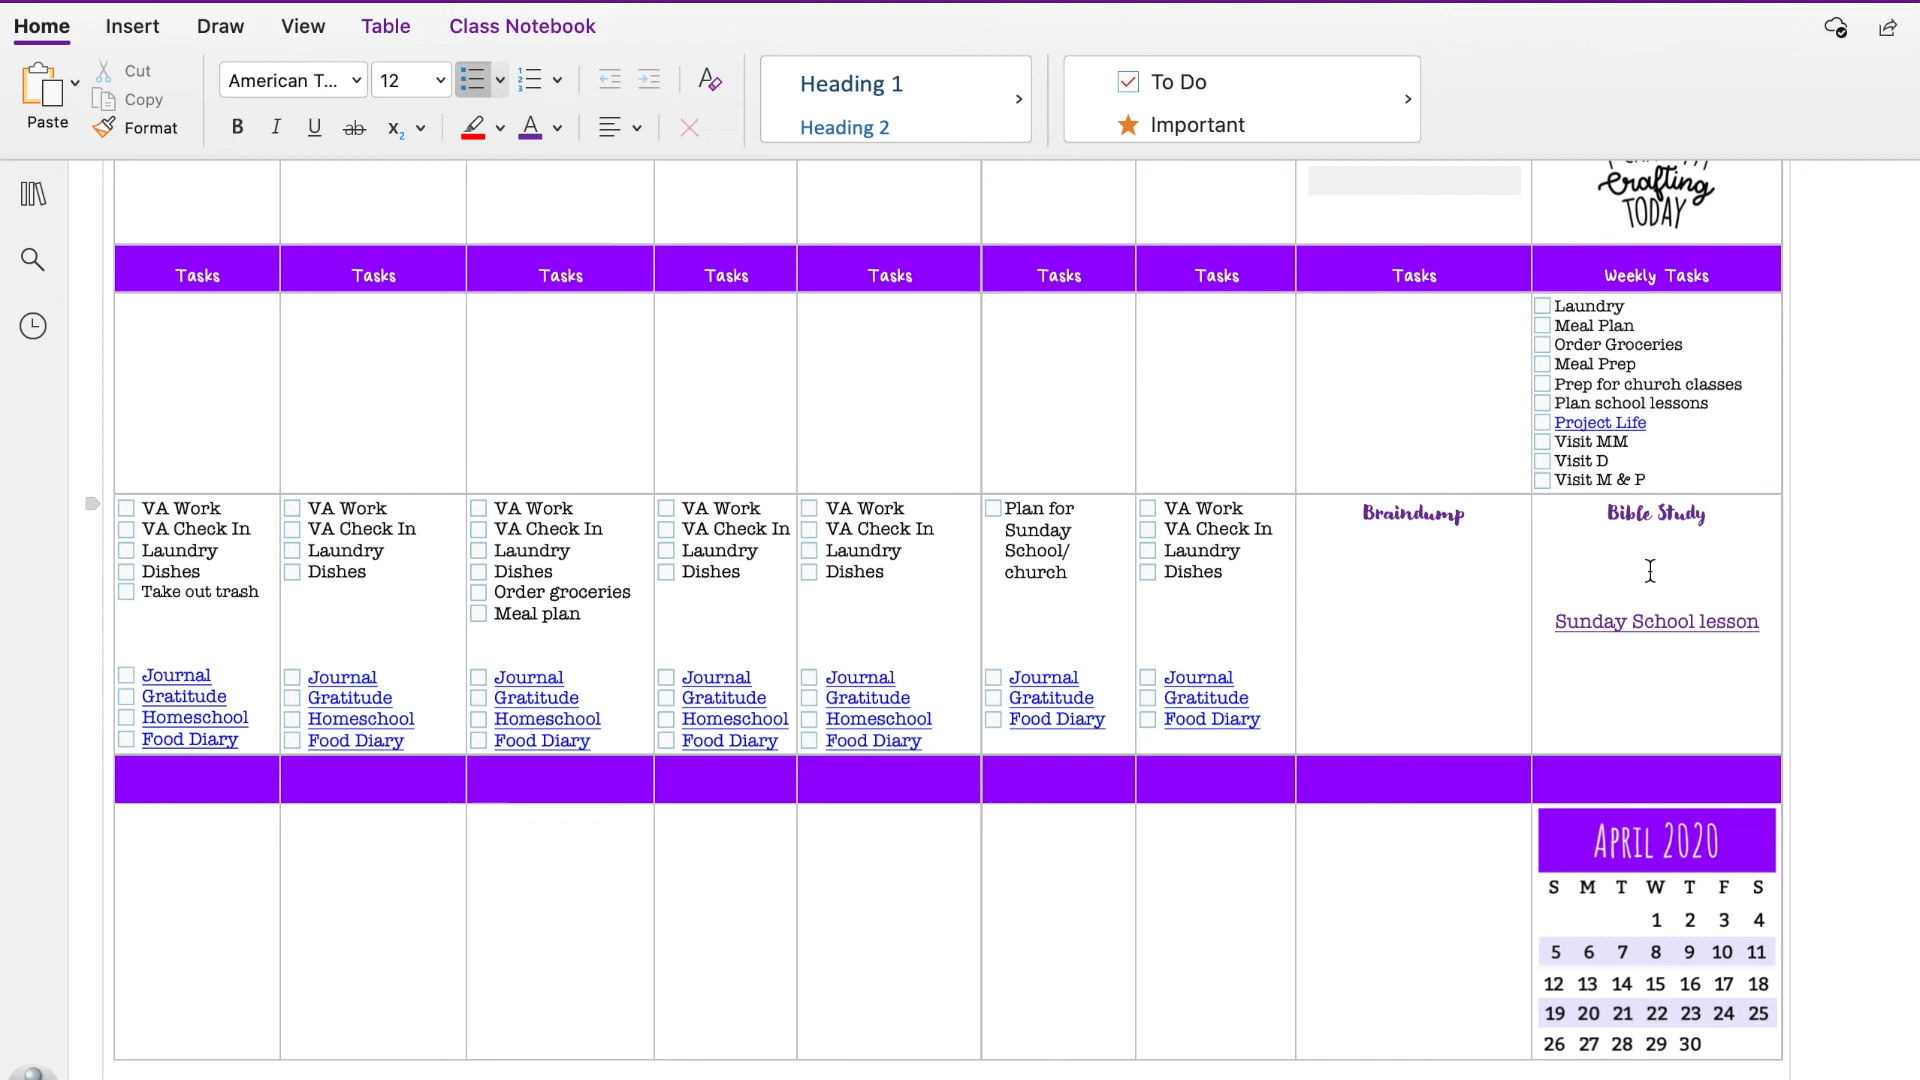 Home Insert Draw View Table Class Notebook
Paste
Cut
Copy
Format
American T... 12
B I U ab x2 A
Heading 1
Heading 2
To Do
Important
crafting
TODAY
Tasks Tasks Tasks Tasks Tasks Tasks Tasks Tasks Weekly Tasks
Laundry
Meal Plan
Order Groceries
Meal Prep
Prep for church classes
Plan school lessons
Project Life
Visit MM
Visit D
Visit M & P
VA Work
VA Check In
Laundry
Dishes
Take out trash
Journal
Gratitude
Homeschool
Food Diary
VA Work
VA Check In
Laundry
Dishes
Journal
Gratitude
Homeschool
Food Diary
VA Work
VA Check In
Laundry
Dishes
Order groceries
Meal plan
Journal
Gratitude
Homeschool
Food Diary
VA Work
VA Check In
Laundry
Dishes
Journal
Gratitude
Homeschool
Food Diary
VA Work
VA Check In
Laundry
Dishes
Journal
Gratitude
Homeschool
Food Diary
Plan for
Sunday
School/
church
Journal
Gratitude
Food Diary
VA Work
VA Check In
Laundry
Dishes
Journal
Gratitude
Food Diary
Braindump
Bible Study
Sunday School lesson
APRIL 2020
S M T W T F S
1 2 3 4
5 6 7 8 9 10 11
12 13 14 15 16 17 18
19 20 21 22 23 24 25
26 27 28 29 30